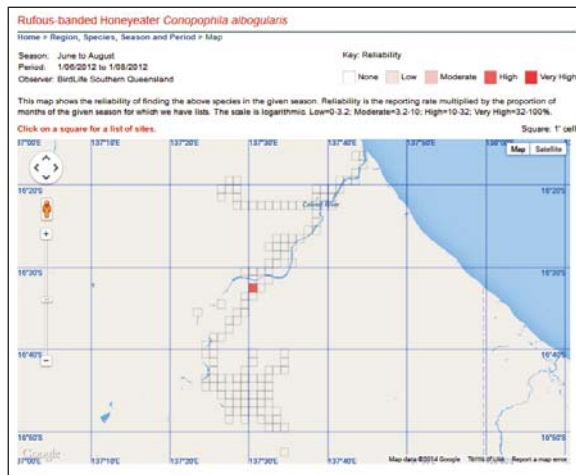 Rufous-banded Honeyeater Conopophila albogularis
Home > Region, Species, Season and Period > Map
Season: June to August
Period: 1/06/2012 to 1/08/2012
Observer: BirdLife Southern Queensland
Key: Reliability
None Low Moderate High Very High
This map shows the reliability of finding the above species in the given season. Reliability is the reporting rate multiplied by the proportion of
months of the given season for which we have lists. The scale is logarithmic. Low=0-3.2; Moderate=3.2-10; High=10-32; Very High=32-100%.
Click on a square for a list of sites.
Square: 1' cell
37°00'E 137°10'E 137°20'E 137°30'E 137°40'E 137°50'E
Map Satellite
16°20'S 16°20'S
River
16°30'S 16°30'S
16°40'S 16°40'S
16°50'S 16°50'S
Google
37°00'E 137°10'E 137°20'E 137°30'E 137°40'E 137°50'E
Map data ©2014 Google Terms of Use Report a map error